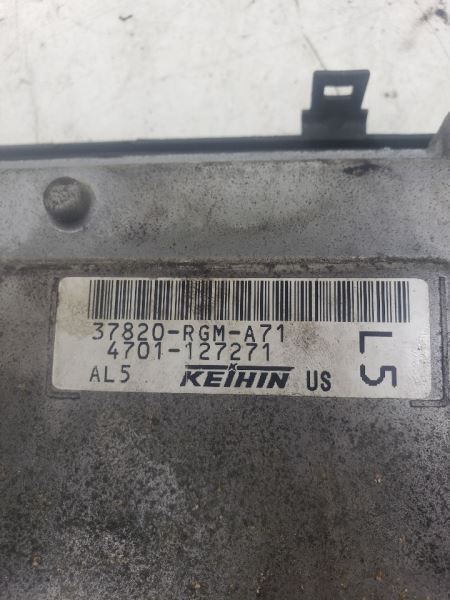 37820-RGM-A71
4701-127271
AL5 KEIHIN US
L5